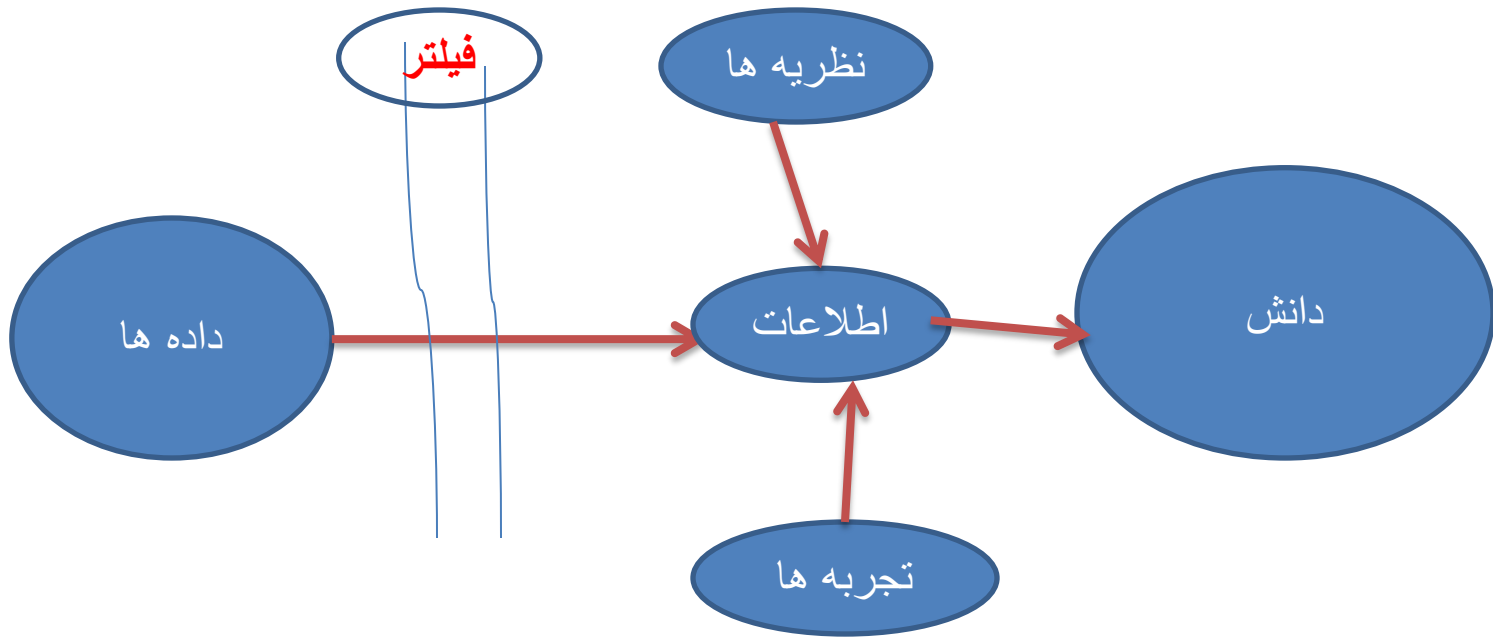 فیلتر
نظریه ها
داده ها
اطلاعات
دانش
تجربه ها